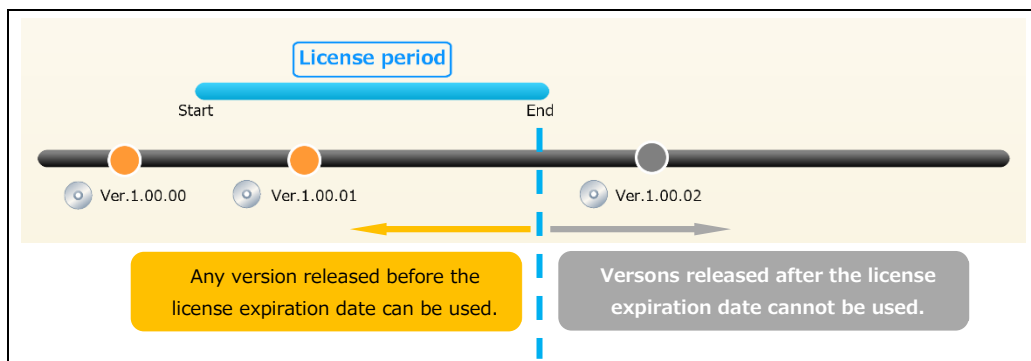 License period
Start
End
Ver.1.00.00
Ver.1.00.01
Ver.1.00.02
Any version released before the
license expiration date can be used.
Versons released after the license
expiration date cannot be used.